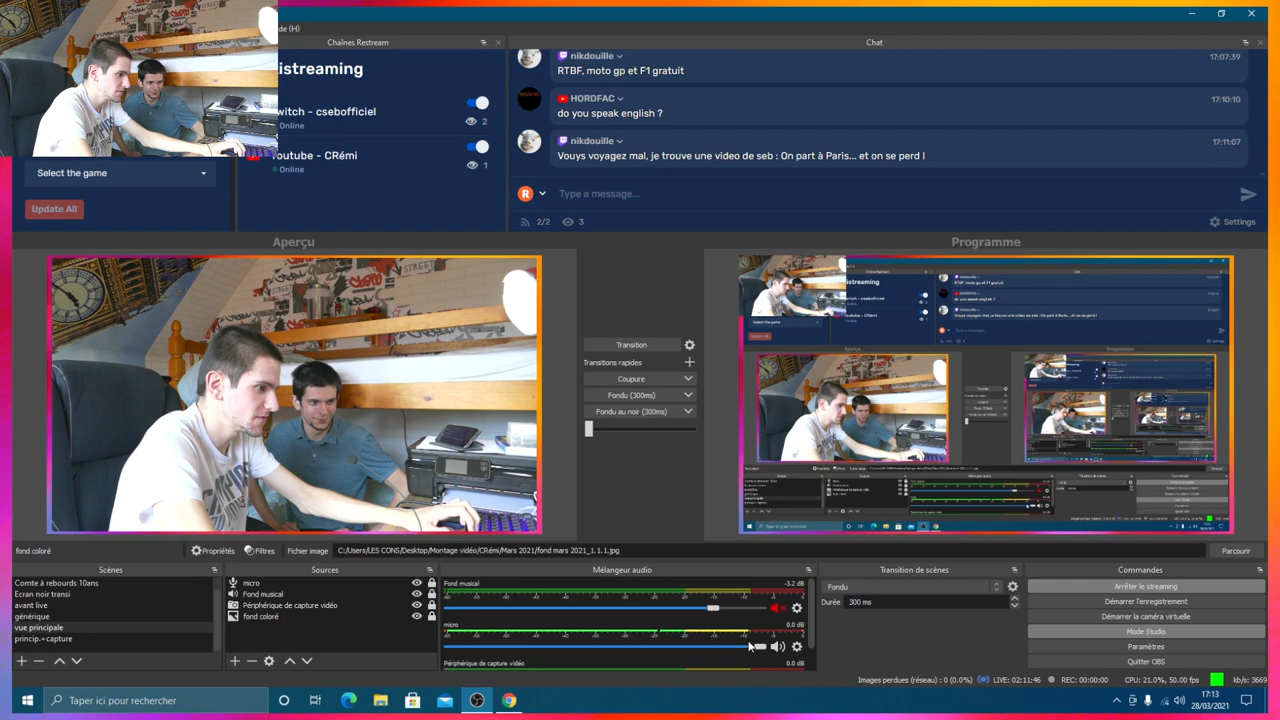 de (H)
Chaînes Restream
Chat
istreaming
witch - csebofficiel
Online
2
outube - CRémi
Online
1
Select the game
Update All
nikdouille
17:07:39
RTBF, moto gp et F1 gratuit
HORDFAC
17:10:10
do you speak english ?
nikdouille
17:11:07
Vouys voyagez mal, je trouve une video de seb : On part à Paris... et on se perd !
R
Type a message...
2/2
3
Settings
Aperçu
Programme
Transition
Transitions rapides
Coupure
Fondu (300ms)
Fondu au noir (300ms)
fond coloré
Propriétés
Filtres
Fichier image
C:/Users/LES CONS/Desktop/Montage vidéo/CRémi/Mars 2021/fond mars 2021_1.1.1.jpg
Parcourir
Scènes
Comte à rebours 10ans
Ecran noir transi
avant live
générique
vue principale
princip.+capture
Sources
micro
Fond musical
Périphérique de capture vidéo
fond coloré
Mélangeur audio
Fond musical
-3.2 dB
micro
0.0 dB
Périphérique de capture vidéo
0.0 dB
Transition de scènes
Fondu
Durée
300 ms
Commandes
Arrêter le streaming
Démarrer l'enregistrement
Démarrer la caméra virtuelle
Mode Studio
Paramètres
Quitter OBS
Images perdues (réseau) : 0 (0.0%)
LIVE: 02:11:46
REC: 00:00:00
CPU: 21.0%, 50.00 fps
kb/s: 3669
Taper ici pour rechercher
17:13
28/03/2021